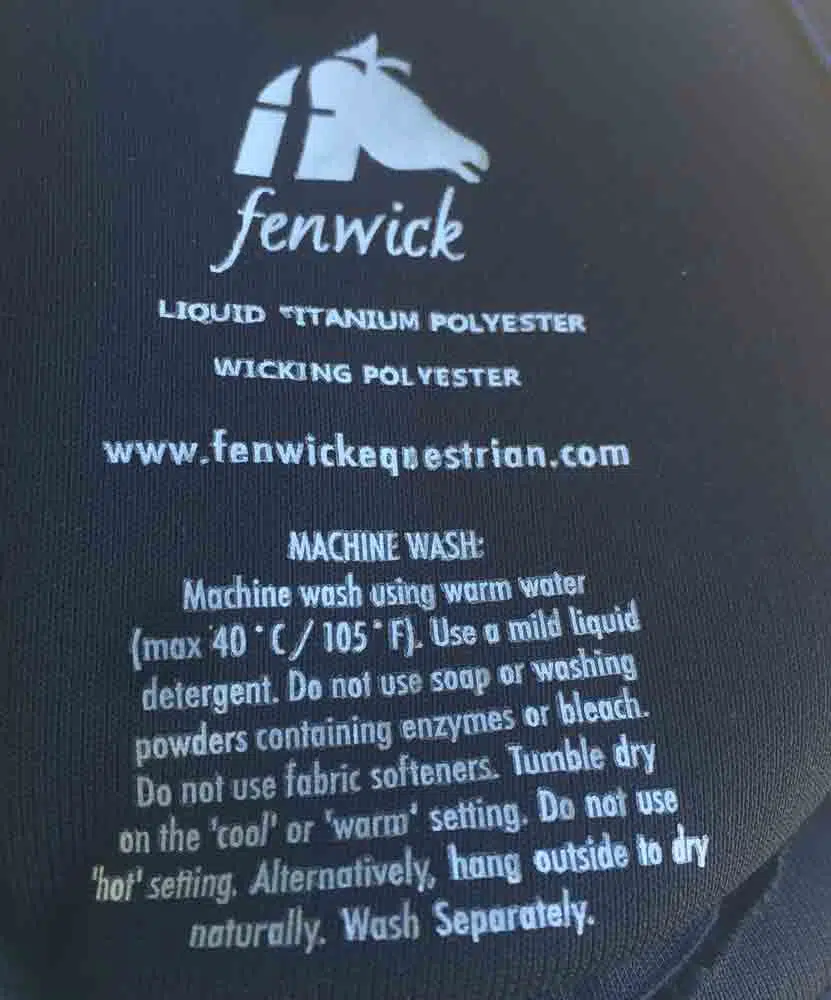 fenwick
LIQUID TITANIUM POLYESTER
WICKING POLYESTER
www.fenwickequestrian.com
MACHINE WASH:
Machine wash using warm water
(max 40°C/105°F). Use a mild liquid
detergent. Do not use soap or washing
powders containing enzymes or bleach.
Do not use fabric softeners. Tumble dry
on the 'cool' or 'warm' setting. Do not use
'hot' setting. Alternatively, hang outside to dry
naturally. Wash Separately.